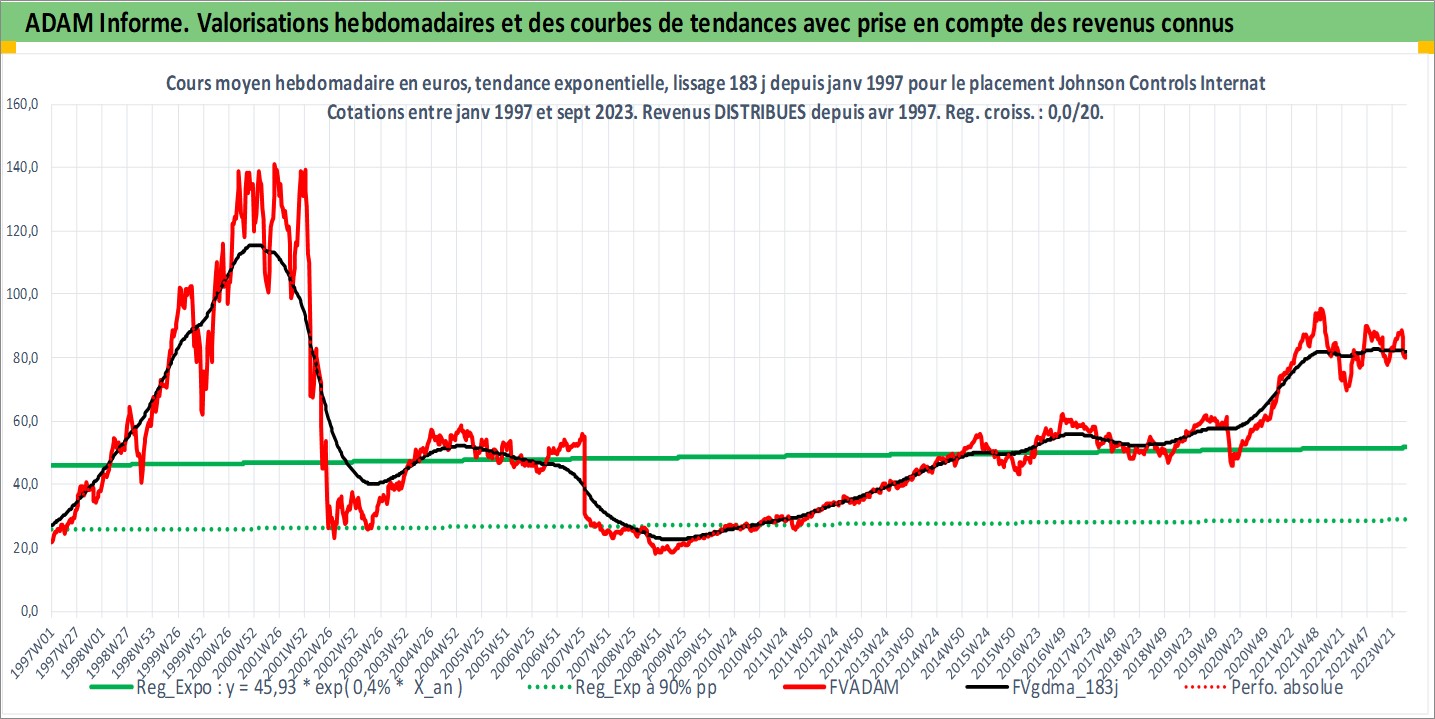 ADAM Informe. Valorisations hebdomadaires et des courbes de tendances avec prise en compte des revenus connus
Cours moyen hebdomadaire en euros, tendance exponentielle, lissage 183 j depuis janv 1997 pour le placement Johnson Controls Internat
Cotations entre janv 1997 et sept 2023. Revenus DISTRIBUES depuis avr 1997. Reg. croiss. : 0,0/20.
160,0
140,0
120,0
100,0
80,0
60,0
40,0
20,0
0,0
1997W01 1997W27 1998W01 1998W27 1998W53 1999W26 1999W52 2000W26 2000W52 2001W26 2001W52 2002W26 2002W52 2003W26 2003W52 2004W26 2004W52 2005W25 2005W51 2006W25 2006W51 2007W25 2007W51 2008W25 2008W51 2009W25 2009W51 2010W24 2010W50 2011W24 2011W50 2012W24 2012W50 2013W24 2013W50 2014W24 2014W50 2015W24 2015W50 2016W23 2016W49 2017W23 2017W49 2018W23 2018W49 2019W23 2019W49 2020W23 2020W49 2021W22 2021W48 2022W21 2022W47 2023W21
Reg_Expo : y = 45,93 * exp( 0,4% * X_an ) Reg_Exp à 90% pp FVADAM FVgdma_183j Perfo. absolue